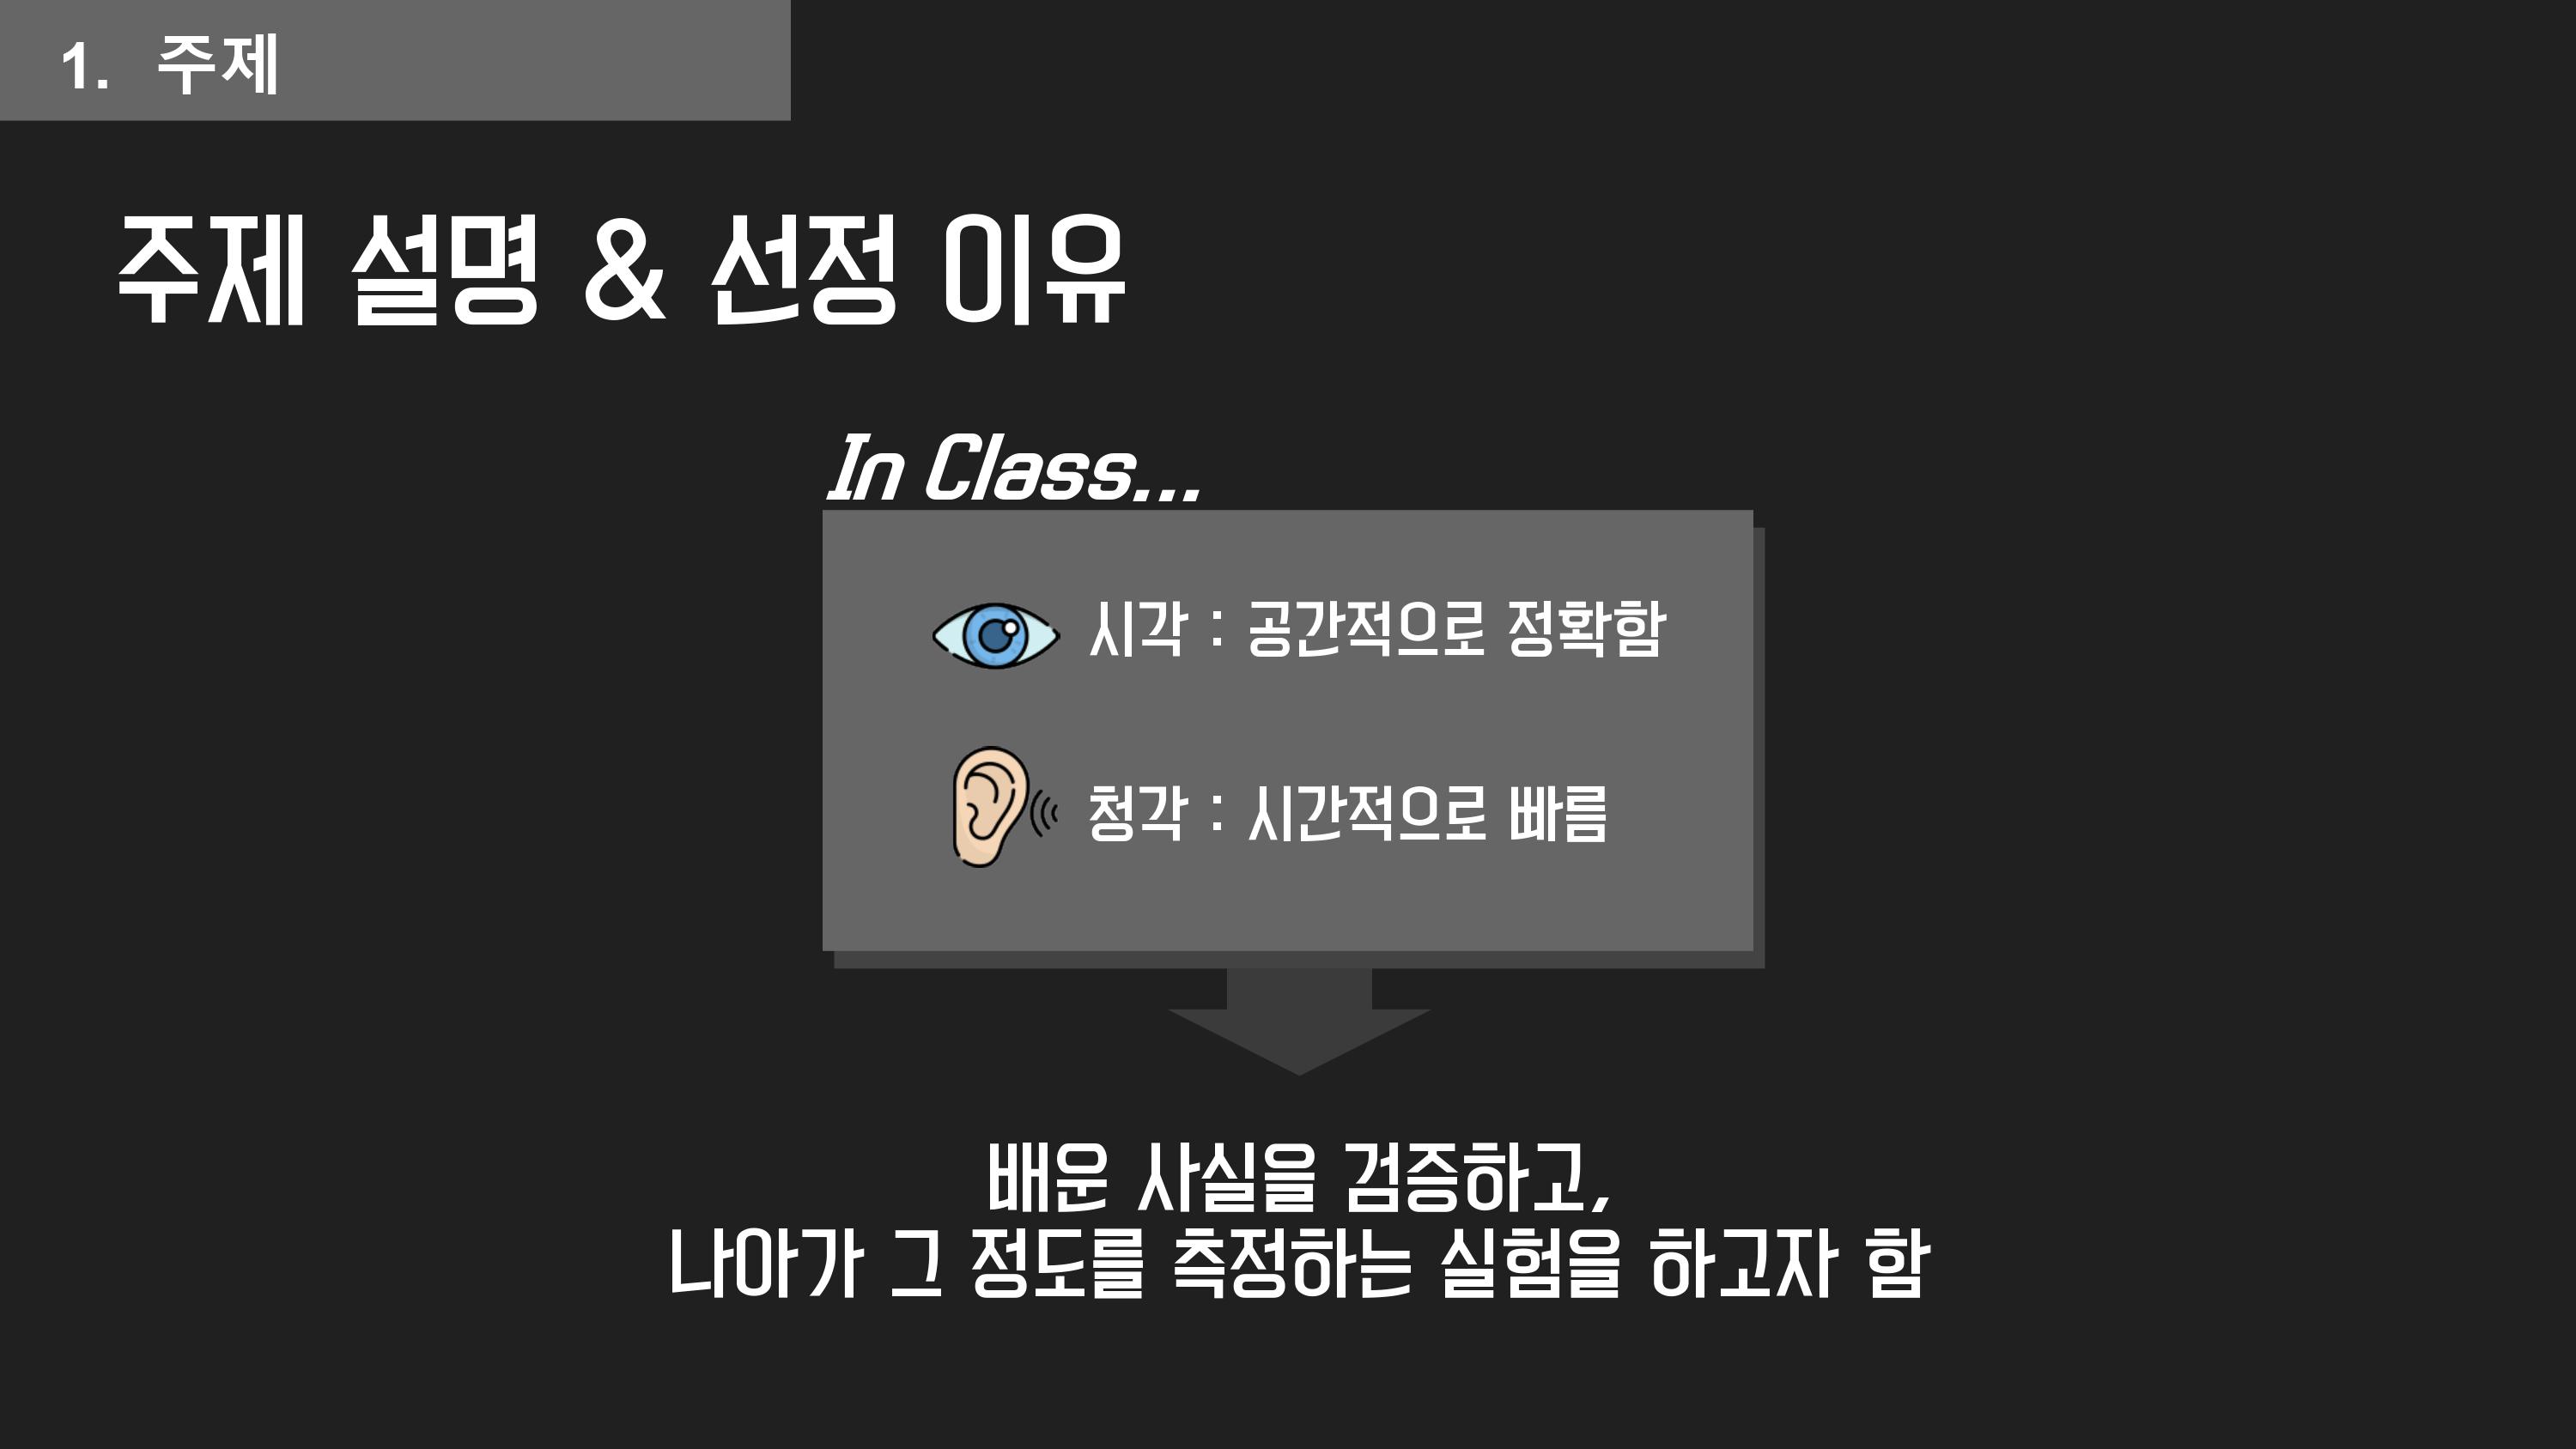 1. 주제
주제 설명 & 선정 이유
In Class...
시각 : 공간적으로 정확함
청각 : 시간적으로 빠름
배운 사실을 검증하고,
나아가 그 정도를 측정하는 실험을 하고자 함